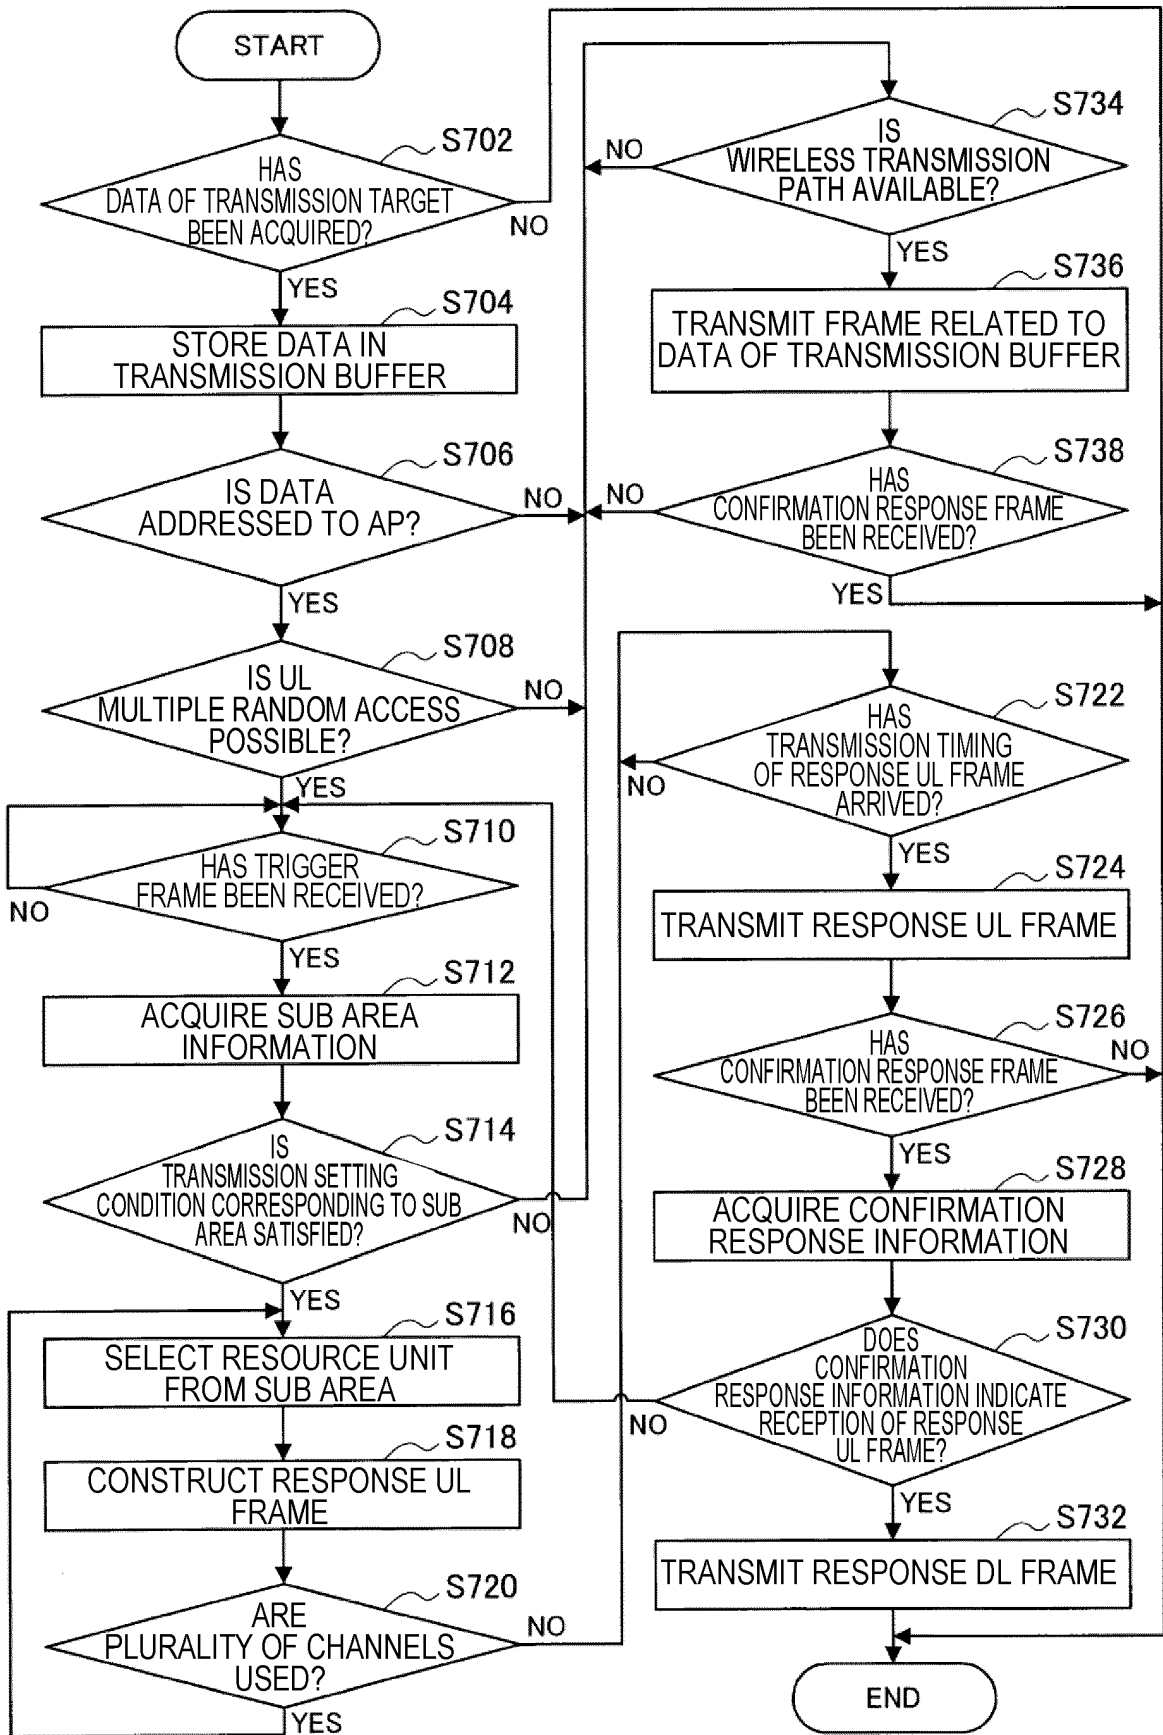 START
S702
HAS
DATA OF TRANSMISSION TARGET
BEEN ACQUIRED?
NO
YES
S704
STORE DATA IN
TRANSMISSION BUFFER
S706
IS DATA
ADDRESSED TO AP?
NO
YES
S708
IS UL
MULTIPLE RANDOM ACCESS
POSSIBLE?
NO
YES
S710
HAS TRIGGER
FRAME BEEN RECEIVED?
NO
YES
S712
ACQUIRE SUB AREA
INFORMATION
S714
IS
TRANSMISSION SETTING
CONDITION CORRESPONDING TO SUB
AREA SATISFIED?
NO
YES
S716
SELECT RESOURCE UNIT
FROM SUB AREA
S718
CONSTRUCT RESPONSE UL
FRAME
S720
ARE
PLURALITY OF CHANNELS
USED?
NO
YES
S734
IS
WIRELESS TRANSMISSION
PATH AVAILABLE?
NO
YES
S736
TRANSMIT FRAME RELATED TO
DATA OF TRANSMISSION BUFFER
S738
HAS
CONFIRMATION RESPONSE FRAME
BEEN RECEIVED?
NO
YES
S722
HAS
TRANSMISSION TIMING
OF RESPONSE UL FRAME
ARRIVED?
NO
YES
S724
TRANSMIT RESPONSE UL FRAME
S726
HAS
CONFIRMATION RESPONSE FRAME
BEEN RECEIVED?
NO
YES
S728
ACQUIRE CONFIRMATION
RESPONSE INFORMATION
S730
DOES
CONFIRMATION
RESPONSE INFORMATION INDICATE
RECEPTION OF RESPONSE
UL FRAME?
NO
YES
S732
TRANSMIT RESPONSE DL FRAME
END